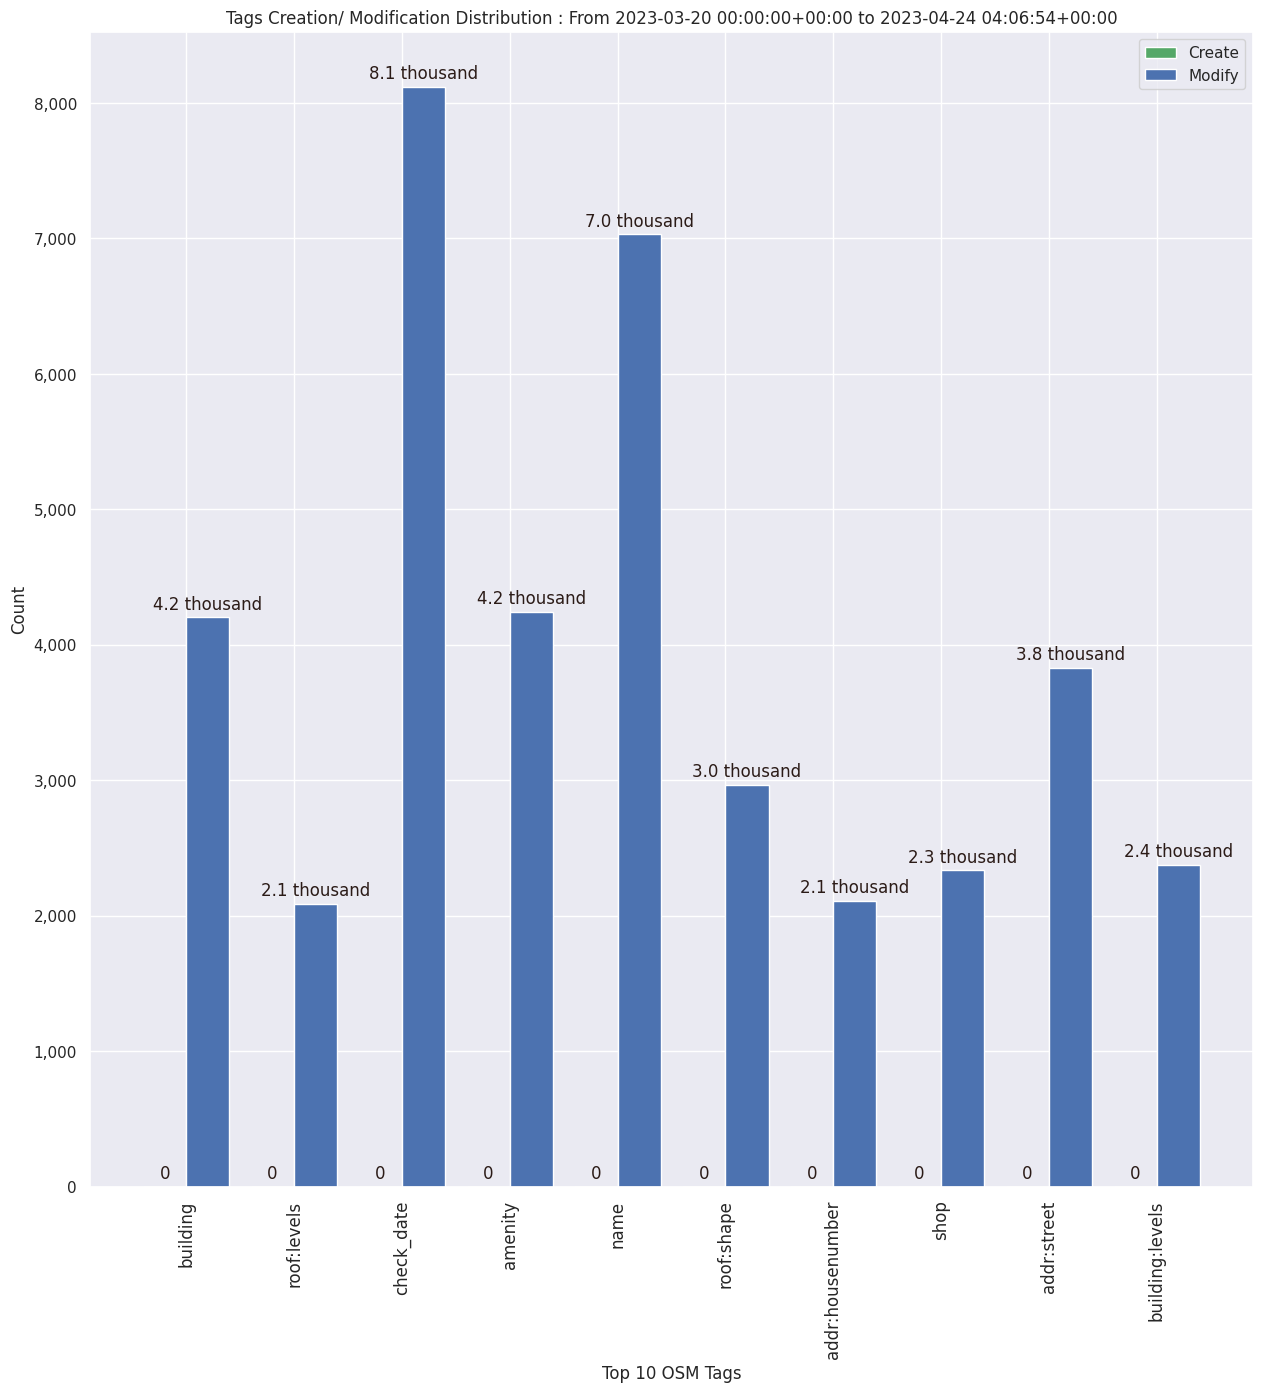 Tags Creation/ Modification Distribution : From 2023-03-20 00:00:00+00:00 to 2023-04-24 04:06:54+00:00
Create
Modify
Count
8,000
7,000
6,000
5,000
4,000
3,000
2,000
1,000
0
4.2 thousand
2.1 thousand
8.1 thousand
4.2 thousand
7.0 thousand
3.0 thousand
2.1 thousand
2.3 thousand
3.8 thousand
2.4 thousand
0
0
0
0
0
0
0
0
0
0
building
roof:levels
check_date
amenity
name
roof:shape
addr:housenumber
shop
addr:street
building:levels
Top 10 OSM Tags